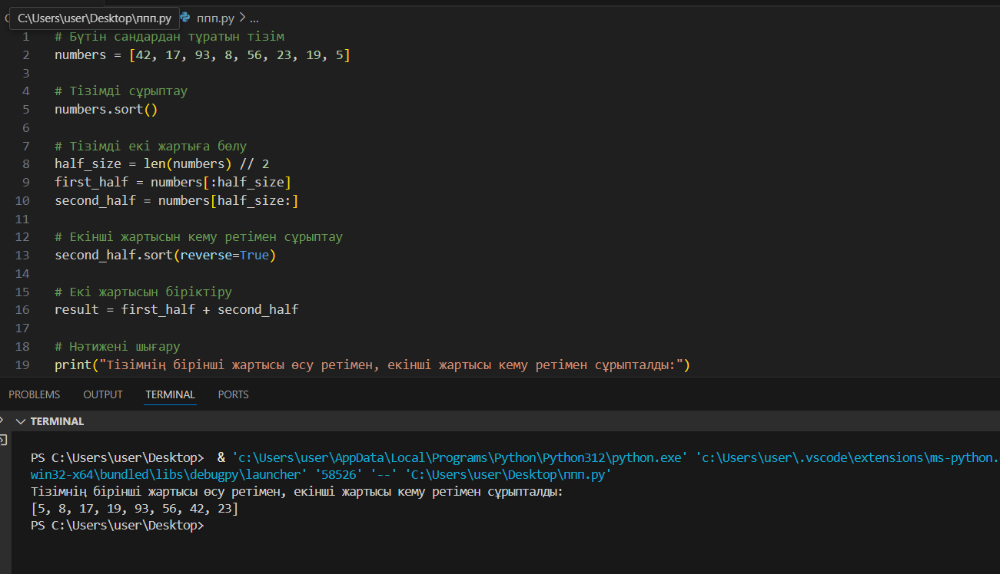 C:\Users\user\Desktop\ппп.py ппп.py > ...
1 # Бүтін сандардан тұратын тізім
2 numbers = [42, 17, 93, 8, 56, 23, 19, 5]
3
4 # Тізімді сұрыптау
5 numbers.sort()
6
7 # Тізімді екі жартыға бөлу
8 half_size = len(numbers) // 2
9 first_half = numbers[:half_size]
10 second_half = numbers[half_size:]
11
12 # Екінші жартысын кему ретімен сұрыптау
13 second_half.sort(reverse=True)
14
15 # Екі жартысын біріктіру
16 result = first_half + second_half
17
18 # Нәтижені шығару
19 print("Тізімнің бірінші жартысы өсу ретімен, екінші жартысы кему ретімен сұрыпталды:")
PROBLEMS OUTPUT TERMINAL PORTS
TERMINAL
PS C:\Users\user\Desktop> & 'c:\Users\user\AppData\Local\Programs\Python\Python312\python.exe' 'c:\Users\user\.vscode\extensions\ms-python.
win32-x64\bundled\libs\debugpy\launcher' '58526' '--' 'C:\Users\user\Desktop\ппп.py'
Тізімнің бірінші жартысы өсу ретімен, екінші жартысы кему ретімен сұрыпталды:
[5, 8, 17, 19, 93, 56, 42, 23]
PS C:\Users\user\Desktop>